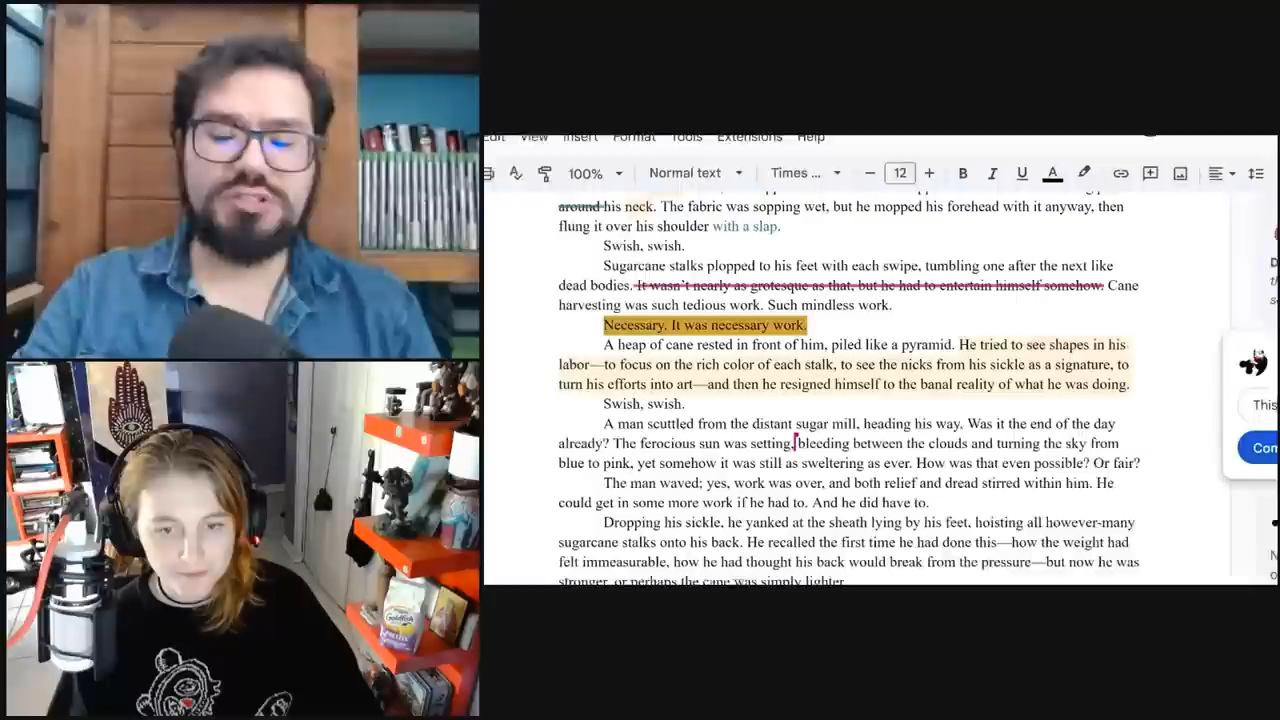 Edit View Insert Format Tools Extensions Help
100% Normal text Times ... 12 B I U A
around his neck. The fabric was sopping wet, but he mopped his forehead with it anyway, then
flung it over his shoulder with a slap.
Swish, swish.
Sugarcane stalks plopped to his feet with each swipe, tumbling one after the next like
dead bodies. It wasn't nearly as grotesque as that, but he had to entertain himself somehow. Cane
harvesting was such tedious work. Such mindless work.
Necessary. It was necessary work.
A heap of cane rested in front of him, piled like a pyramid. He tried to see shapes in his
labor—to focus on the rich color of each stalk, to see the nicks from his sickle as a signature, to
turn his efforts into art—and then he resigned himself to the banal reality of what he was doing.
Swish, swish.
A man scuttled from the distant sugar mill, heading his way. Was it the end of the day
already? The ferocious sun was setting, bleeding between the clouds and turning the sky from
blue to pink, yet somehow it was still as sweltering as ever. How was that even possible? Or fair?
The man waved; yes, work was over, and both relief and dread stirred within him. He
could get in some more work if he had to. And he did have to.
Dropping his sickle, he yanked at the sheath lying by his feet, hoisting all however-many
sugarcane stalks onto his back. He recalled the first time he had done this—how the weight had
felt immeasurable, how he had thought his back would break from the pressure—but now he was
stronger, or perhaps the cane was simply lighter.
This
Con
Goldfish